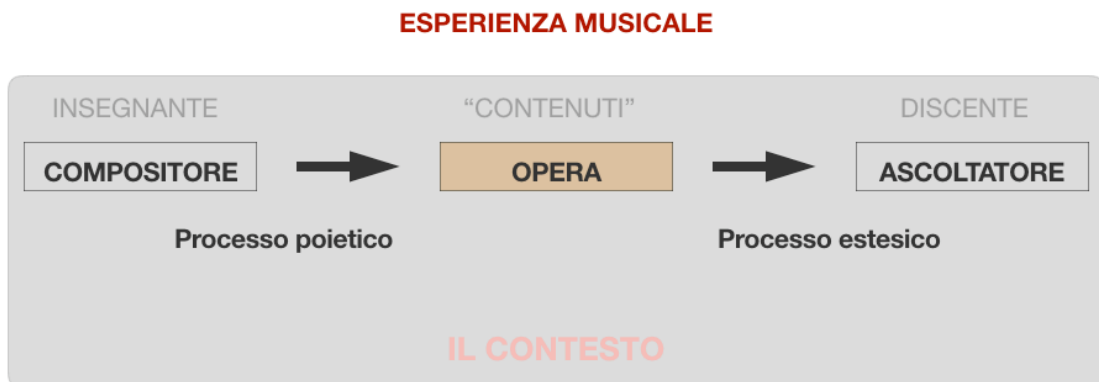 ESPERIENZA MUSICALE
INSEGNANTE “CONTENUTI” DISCENTE
COMPOSITORE OPERA ASCOLTATORE
Processo poietico Processo estesico
IL CONTESTO